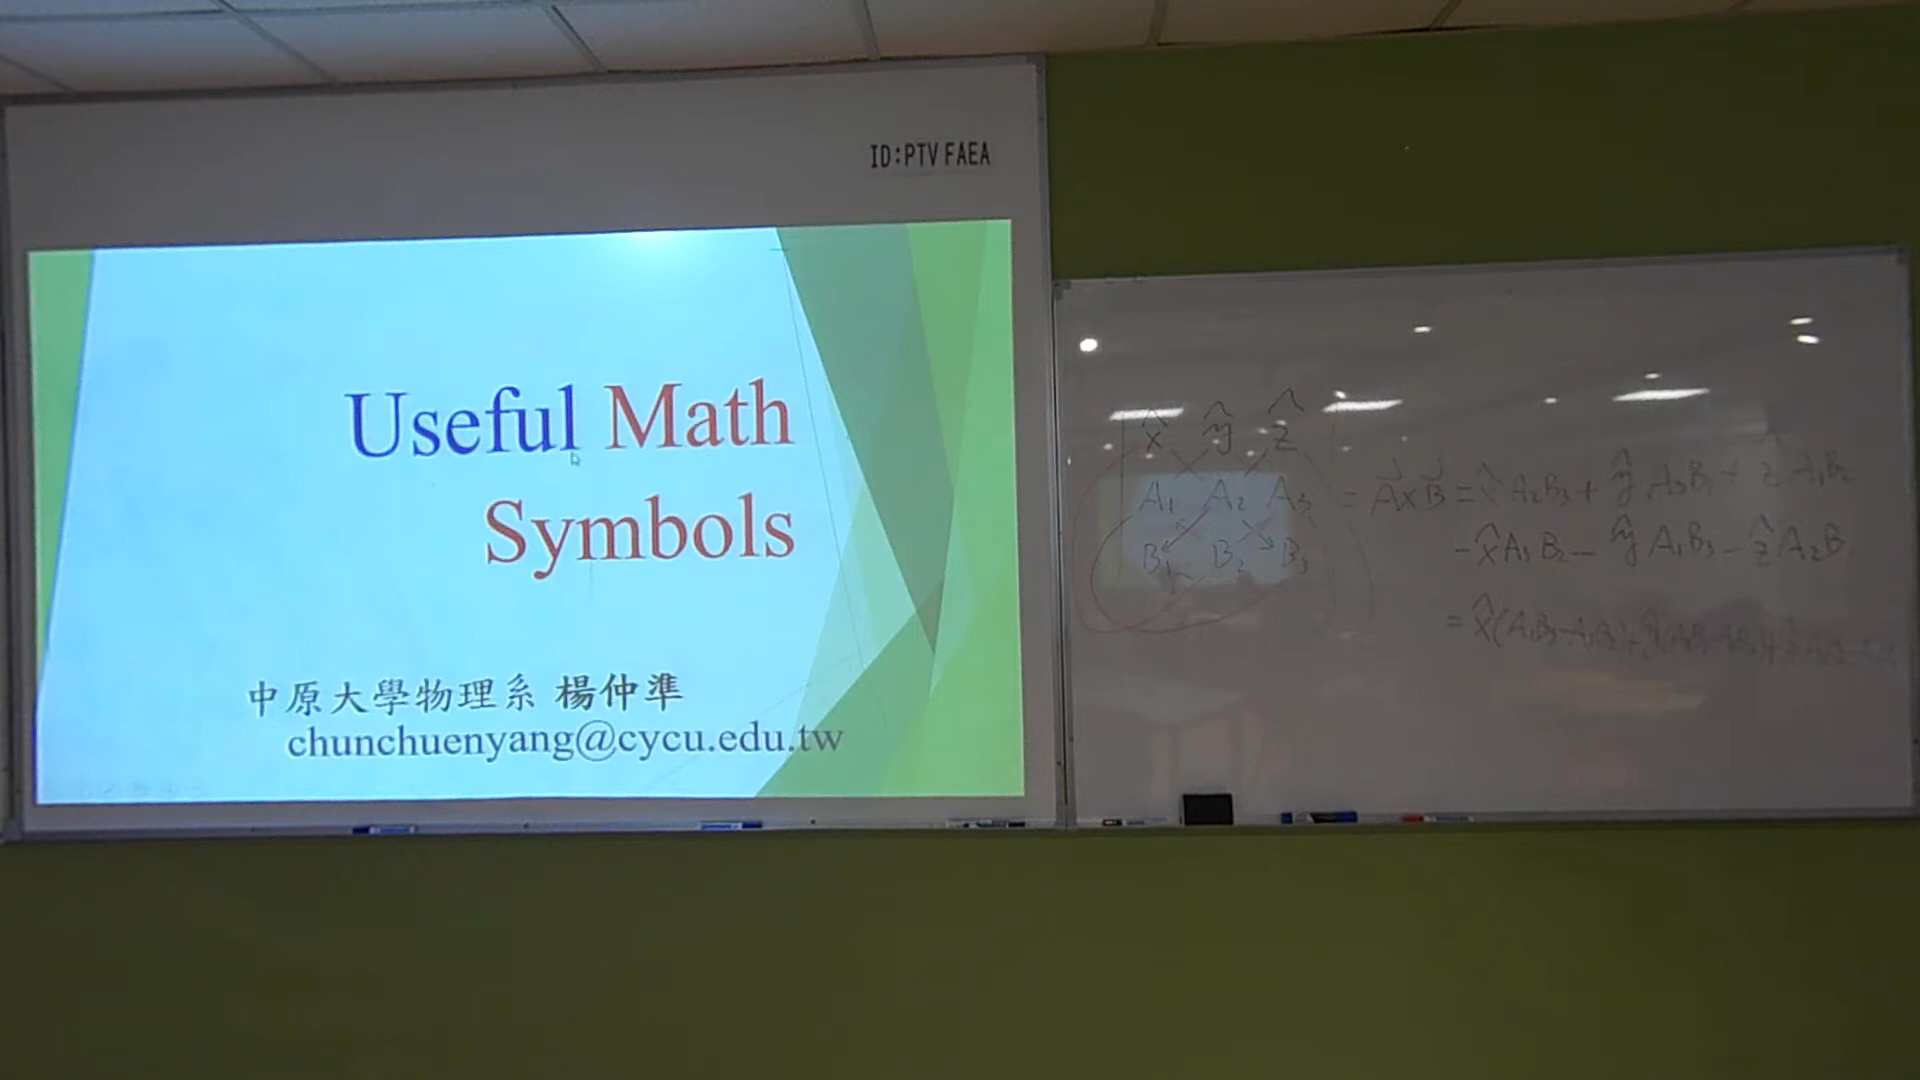 ID:PTV FAEA
Useful Math
Symbols
中原大學物理系 楊仲準
chunchuenyang@cycu.edu.tw
x̂ ŷ ẑ
A₁ A₂ A₃ = A⃗ × B⃗ = x̂ A₂B₃ + ŷ A₃B₁ + ẑ A₁B₂
B₁ B₂ B₃
- x̂ A₃B₂ - ŷ A₁B₃ - ẑ A₂B
= x̂(